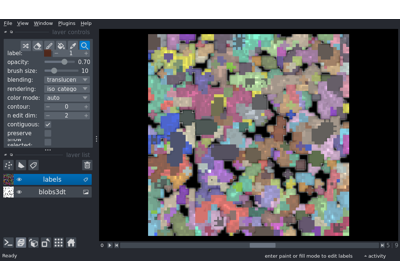 File View Window Plugins Help
layer controls
label: 1
opacity: 0.70
brush size: 10
blending: translucen
rendering: iso_catego
color mode: auto
contour: 0
n edit dim: 2
contiguous:
preserve
show
selected:
layer list
labels
blobs3dt
enter paint or fill mode to edit labels
activity